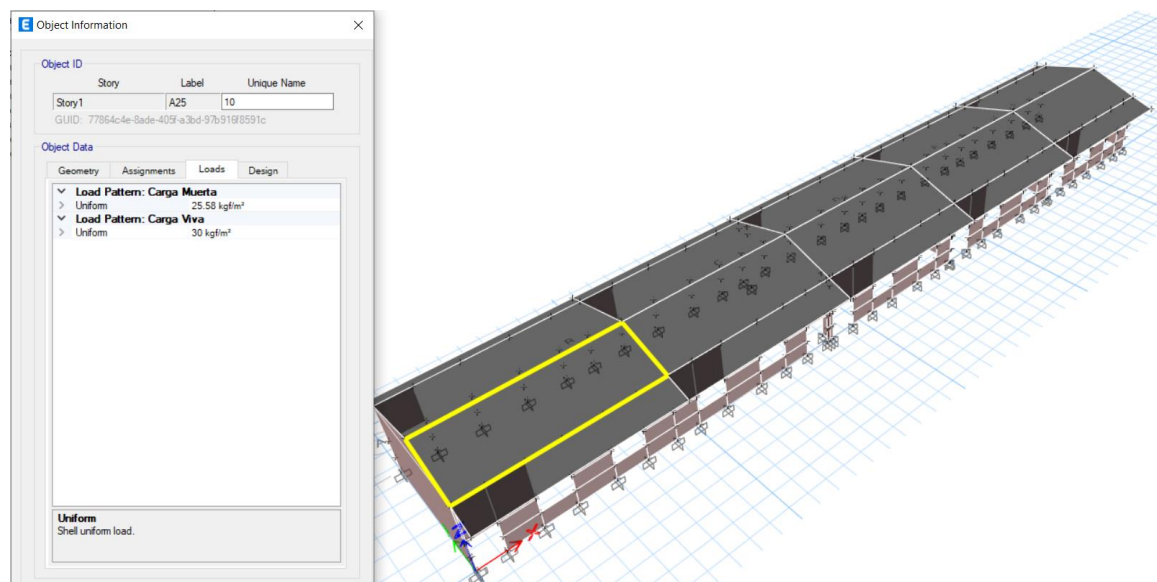 E Object Information
Object ID
Story Label Unique Name
Story1 A25 10
GUID: 77864c4e-8ade-405f-a3bd-97b916f8591c
Object Data
Geometry Assignments Loads Design
Load Pattern: Carga Muerta
Uniform 25.58 kgf/m²
Load Pattern: Carga Viva
Uniform 30 kgf/m²
Uniform
Shell uniform load.
X